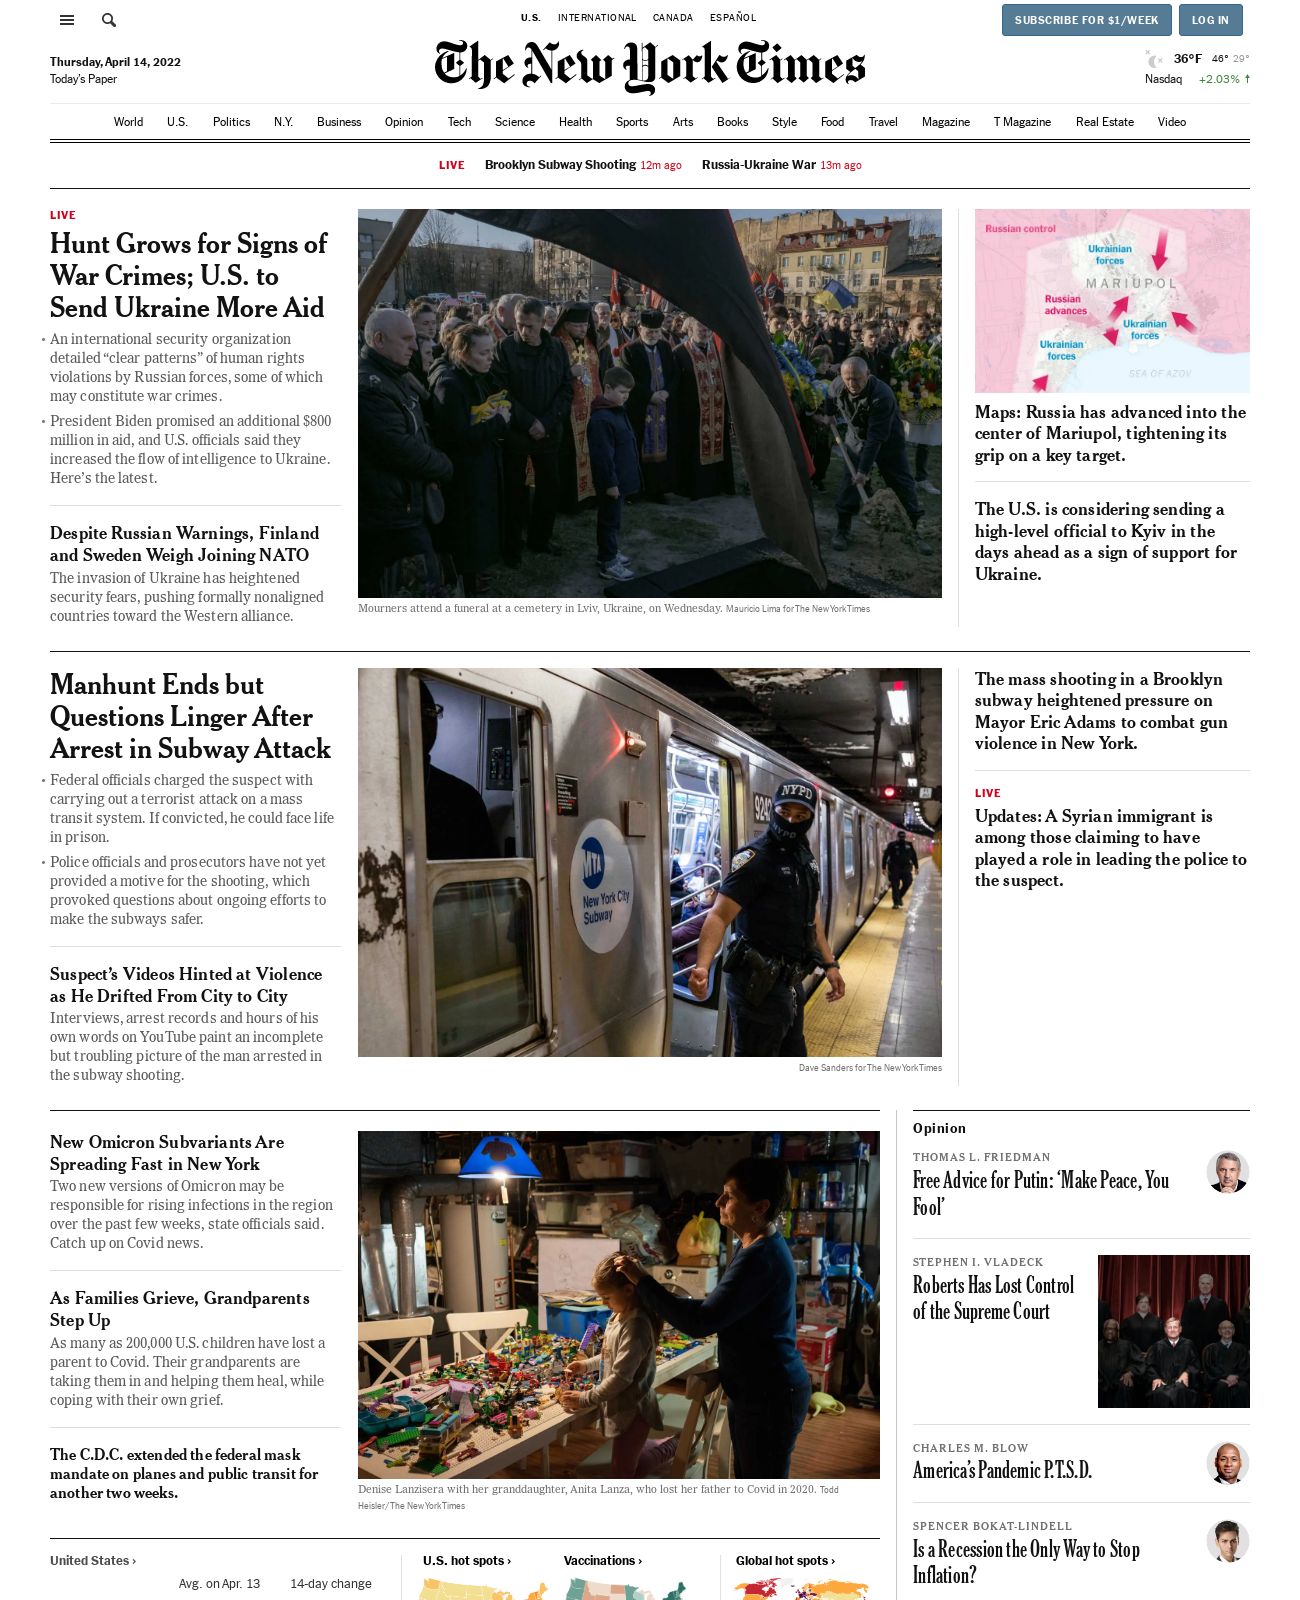 U.S. INTERNATIONAL CANADA ESPAÑOL
SUBSCRIBE FOR $1/WEEK LOG IN
Thursday, April 14, 2022
Today's Paper
The New York Times
36°F 46° 29°
Nasdaq +2.03% ↑
World U.S. Politics N.Y. Business Opinion Tech Science Health Sports Arts Books Style Food Travel Magazine T Magazine Real Estate Video
LIVE Brooklyn Subway Shooting 12m ago Russia-Ukraine War 13m ago
LIVE
Hunt Grows for Signs of
War Crimes; U.S. to
Send Ukraine More Aid
• An international security organization
detailed “clear patterns” of human rights
violations by Russian forces, some of which
may constitute war crimes.
• President Biden promised an additional $800
million in aid, and U.S. officials said they
increased the flow of intelligence to Ukraine.
Here’s the latest.
Despite Russian Warnings, Finland
and Sweden Weigh Joining NATO
The invasion of Ukraine has heightened
security fears, pushing formally nonaligned
countries toward the Western alliance.
Mourners attend a funeral at a cemetery in Lviv, Ukraine, on Wednesday. Mauricio Lima for The New York Times
Russian control
Ukrainian
forces
MARIUPOL
Russian
advances
Ukrainian
forces
Ukrainian
forces
SEA OF AZOV
Maps: Russia has advanced into the
center of Mariupol, tightening its
grip on a key target.
The U.S. is considering sending a
high-level official to Kyiv in the
days ahead as a sign of support for
Ukraine.
Manhunt Ends but
Questions Linger After
Arrest in Subway Attack
• Federal officials charged the suspect with
carrying out a terrorist attack on a mass
transit system. If convicted, he could face life
in prison.
• Police officials and prosecutors have not yet
provided a motive for the shooting, which
provoked questions about ongoing efforts to
make the subways safer.
Suspect’s Videos Hinted at Violence
as He Drifted From City to City
Interviews, arrest records and hours of his
own words on YouTube paint an incomplete
but troubling picture of the man arrested in
the subway shooting.
NYPD
NYPD
9242
MTA
New York City
Subway
Dave Sanders for The New York Times
The mass shooting in a Brooklyn
subway heightened pressure on
Mayor Eric Adams to combat gun
violence in New York.
LIVE
Updates: A Syrian immigrant is
among those claiming to have
played a role in leading the police to
the suspect.
New Omicron Subvariants Are
Spreading Fast in New York
Two new versions of Omicron may be
responsible for rising infections in the region
over the past few weeks, state officials said.
Catch up on Covid news.
As Families Grieve, Grandparents
Step Up
As many as 200,000 U.S. children have lost a
parent to Covid. Their grandparents are
taking them in and helping them heal, while
coping with their own grief.
The C.D.C. extended the federal mask
mandate on planes and public transit for
another two weeks.
Denise Lanzisera with her granddaughter, Anita Lanza, who lost her father to Covid in 2020. Todd
Heisler/The New York Times
United States ›
Avg. on Apr. 13 14-day change
U.S. hot spots ›
Vaccinations ›
Global hot spots ›
Opinion
THOMAS L. FRIEDMAN
Free Advice for Putin: ‘Make Peace, You
Fool’
STEPHEN I. VLADECK
Roberts Has Lost Control
of the Supreme Court
CHARLES M. BLOW
America’s Pandemic P.T.S.D.
SPENCER BOKAT-LINDELL
Is a Recession the Only Way to Stop
Inflation?